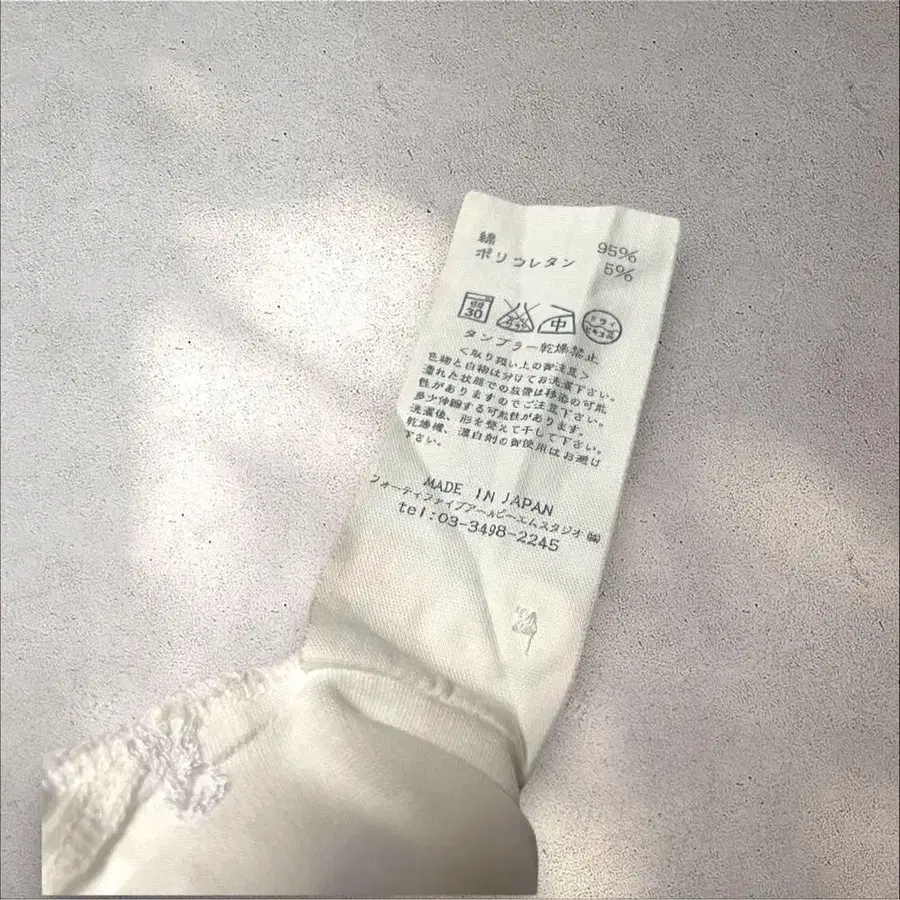 綿 95%
ポリウレタン 5%
弱 30 中 ドライ
タンブラー乾燥禁止
<取り扱い上の御注意>
色物と白物は分けてお洗濯下さい。
濡れた状態での放置は移染の可能
性がありますのでご注意下さい。
多少伸縮する可能性があります。
洗濯後、形を整えて干して下さい。
乾燥機、漂白剤の御使用はお避け
下さい。
MADE IN JAPAN
フォーティファイブアールピーエムスタジオ㈱
tel:03-3498-2245